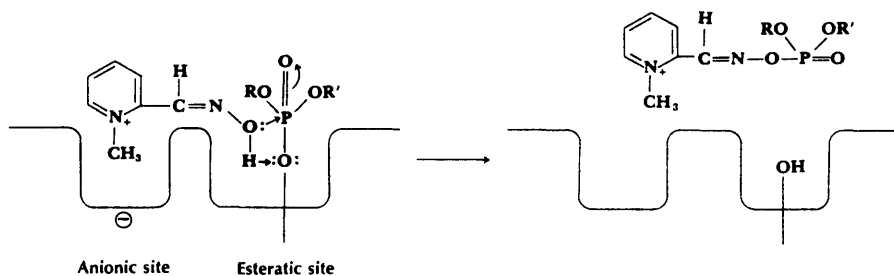 O
H
RO
OR'
C=N
P
N
+
O:
CH₃
H
:O:
⊖
Anionic site
Esteratic site
H
RO
OR'
C=N-O-P=O
N
+
CH₃
OH